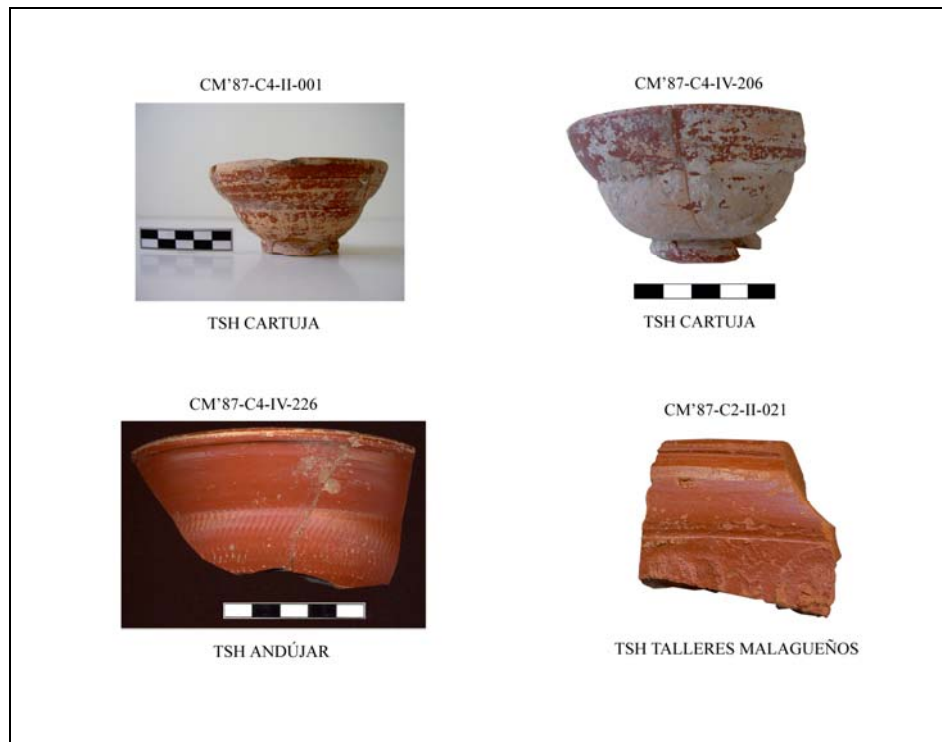 CM’87-C4-II-001
CM’87-C4-IV-206
TSH CARTUJA
TSH CARTUJA
CM’87-C4-IV-226
CM’87-C2-II-021
TSH ANDÚJAR
TSH TALLERES MALAGUEÑOS